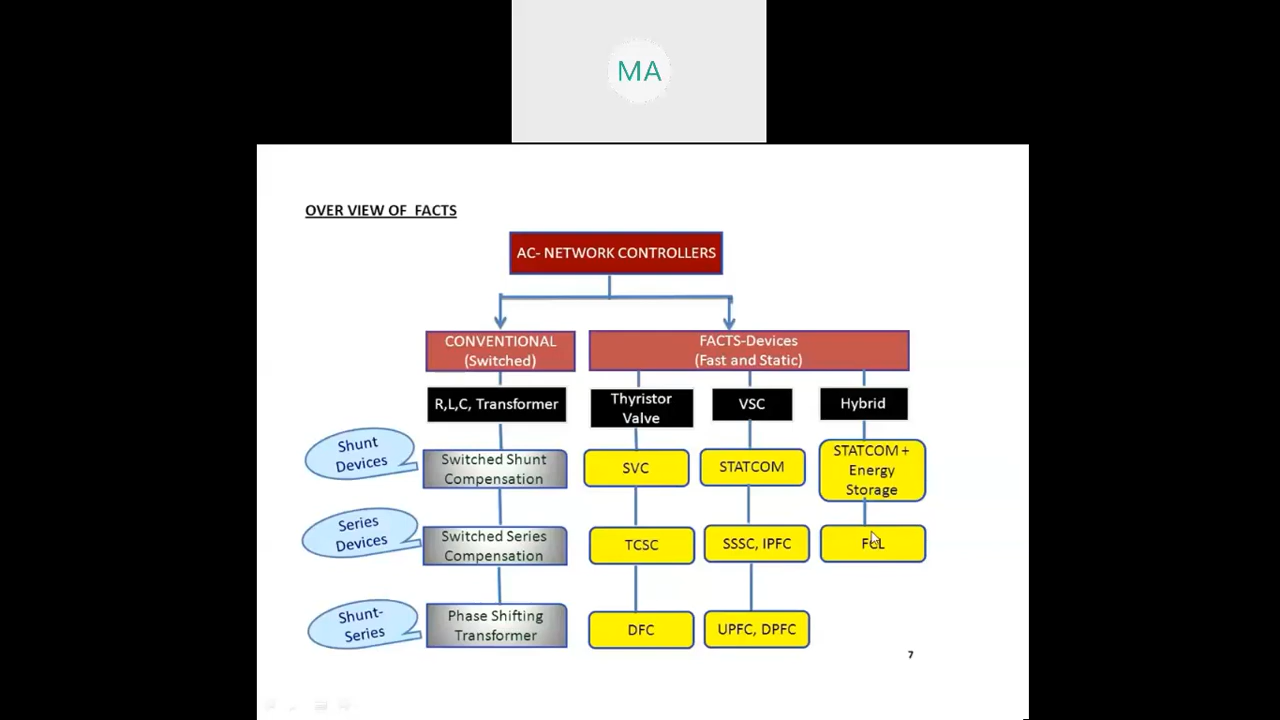 MA
OVER VIEW OF FACTS
AC- NETWORK CONTROLLERS
CONVENTIONAL
(Switched)
FACTS-Devices
(Fast and Static)
R,L,C, Transformer
Thyristor
Valve
VSC
Hybrid
Shunt
Devices
Switched Shunt
Compensation
SVC
STATCOM
STATCOM +
Energy
Storage
Series
Devices
Switched Series
Compensation
TCSC
SSSC, IPFC
FCL
Shunt-
Series
Phase Shifting
Transformer
DFC
UPFC, DPFC
7